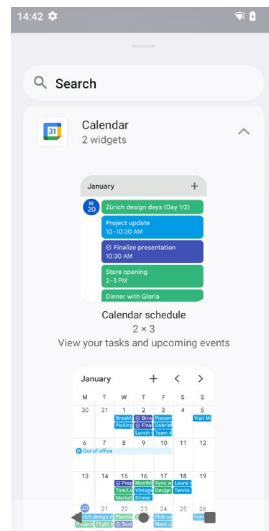 14:42
Search
31
Calendar
2 widgets
January +
M
20
Zürich design days (Day 1/2)
Project update
10–10:30 AM
Finalize presentation
10:30 AM
Store opening
2–3 PM
Dinner with Gloria
Calendar schedule
2 × 3
View your tasks and upcoming events
January + < >
M T W T F S S
30 31 1 2 3 4 5
6 7 8 9 10 11 12
Out of office
13 14 15 16 17 18 19
20 21 22 23 24 25 26